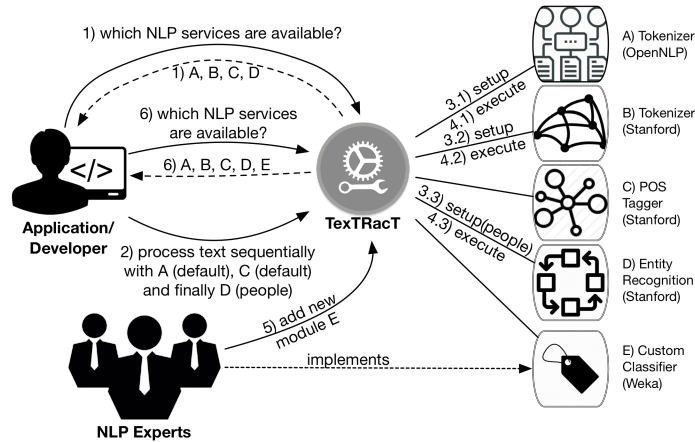 1) which NLP services are available?
1) A, B, C, D
6) which NLP services
are available?
6) A, B, C, D, E
</>
Application/
Developer
TexTRacT
2) process text sequentially
with A (default), C (default)
and finally D (people)
3.1) setup
4.1) execute
3.2) setup
4.2) execute
3.3) setup(people)
4.3) execute
5) add new
module E
implements
NLP Experts
A) Tokenizer
(OpenNLP)
B) Tokenizer
(Stanford)
C) POS
Tagger
(Stanford)
D) Entity
Recognition
(Stanford)
E) Custom
Classifier
(Weka)